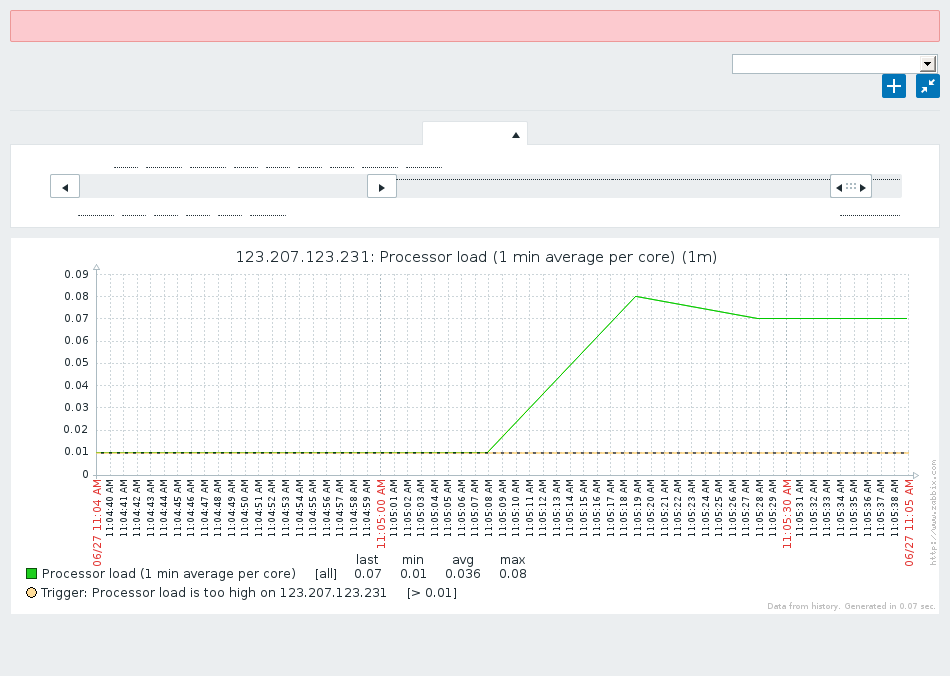 123.207.123.231: Processor load (1 min average per core) (1m)
0.09
0.08
0.07
0.06
0.05
0.04
0.03
0.02
0.01
0
06/27 11:04 AM
11:04:40 AM
11:04:41 AM
11:04:42 AM
11:04:43 AM
11:04:44 AM
11:04:45 AM
11:04:46 AM
11:04:47 AM
11:04:48 AM
11:04:49 AM
11:04:50 AM
11:04:51 AM
11:04:52 AM
11:04:53 AM
11:04:54 AM
11:04:55 AM
11:04:56 AM
11:04:57 AM
11:04:58 AM
11:04:59 AM
11:05:00 AM
11:05:01 AM
11:05:02 AM
11:05:03 AM
11:05:04 AM
11:05:05 AM
11:05:06 AM
11:05:07 AM
11:05:08 AM
11:05:09 AM
11:05:10 AM
11:05:11 AM
11:05:12 AM
11:05:13 AM
11:05:14 AM
11:05:15 AM
11:05:16 AM
11:05:17 AM
11:05:18 AM
11:05:19 AM
11:05:20 AM
11:05:21 AM
11:05:22 AM
11:05:23 AM
11:05:24 AM
11:05:25 AM
11:05:26 AM
11:05:27 AM
11:05:28 AM
11:05:29 AM
11:05:30 AM
11:05:31 AM
11:05:32 AM
11:05:33 AM
11:05:34 AM
11:05:35 AM
11:05:36 AM
11:05:37 AM
11:05:38 AM
06/27 11:05 AM
http://www.zabbix.com
last min avg max
Processor load (1 min average per core) [all] 0.07 0.01 0.036 0.08
Trigger: Processor load is too high on 123.207.123.231 [> 0.01]
Data from history. Generated in 0.07 sec.